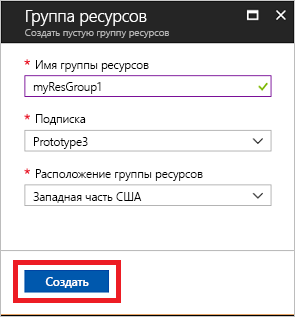 Группа ресурсов
Создать пустую группу ресурсов
* Имя группы ресурсов
myResGroup1
* Подписка
Prototype3
* Расположение группы ресурсов
Западная часть США
Создать